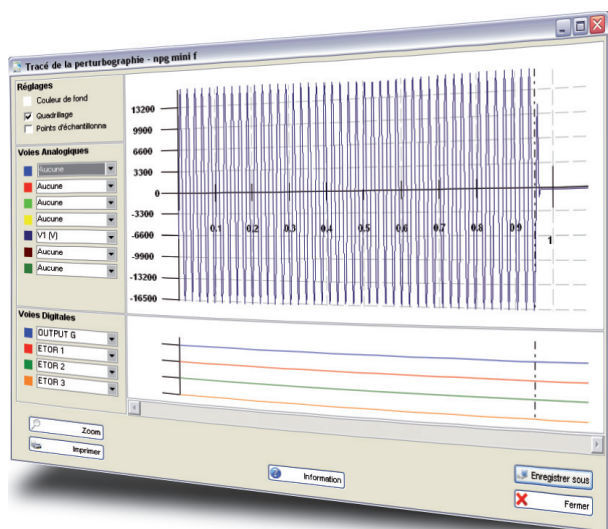 Tracé de la perturbographie - npg mini f
Réglages
Couleur de fond
Quadrillage
Points d'échantillonna
Voies Analogiques
Aucune
Aucune
Aucune
Aucune
V1 (V)
Aucune
Aucune
13200
9900
6600
3300
0
-3300
-6600
-9900
-13200
-16500
0.1
0.2
0.3
0.4
0.5
0.6
0.7
0.8
0.9
1
Voies Digitales
OUTPUT G
ETOR 1
ETOR 2
ETOR 3
Zoom
Imprimer
Information
Enregistrer sous
Fermer